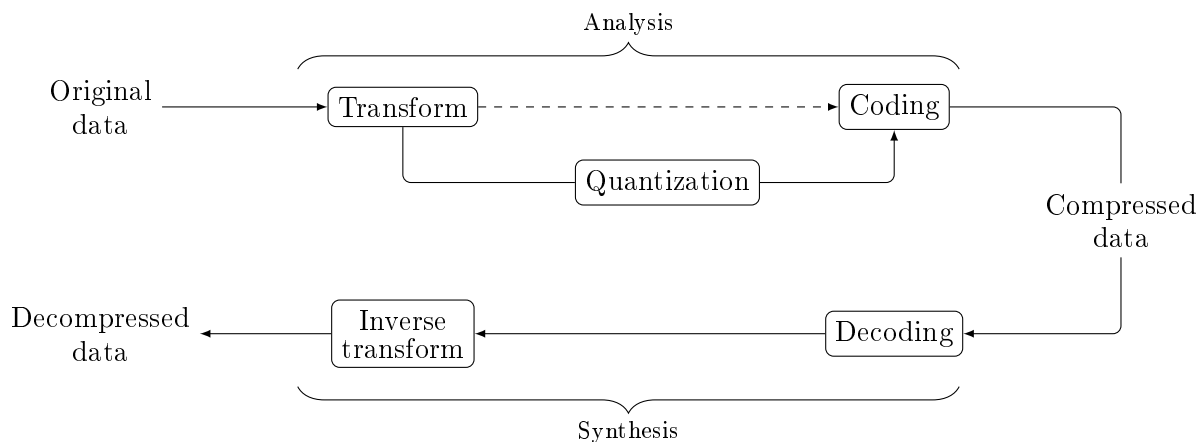 Analysis
Original
data
Transform
Coding
Quantization
Compressed
data
Decompressed
data
Inverse
transform
Decoding
Synthesis